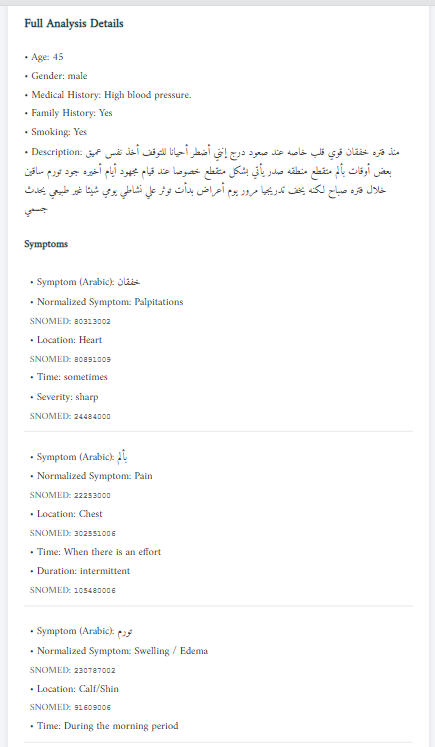 Full Analysis Details
• Age: 45
• Gender: male
• Medical History: High blood pressure.
• Family History: Yes
• Smoking: Yes
• Description: منذ فتره خفقان قوي قلب خاصه عند صعود درج إنني أضطر أحيانا للتوقف أخذ نفس عميق
بعض أوقات بألم متقطع منطقه صدر يأتي بشكل متقطع خصوصا عند قيام مجهود أيام أخيره جود تورم ساقين
خلال فتره صباح لكنه يخف تدريجيا مرور يوم أعراض بدأت توثر علي نشاطي يومي شيئا غير طبيعي يحدث
جسمي
Symptoms
• Symptom (Arabic): خفقان
• Normalized Symptom: Palpitations
SNOMED: 80313002
• Location: Heart
SNOMED: 80891009
• Time: sometimes
• Severity: sharp
SNOMED: 24484000
• Symptom (Arabic): بألم
• Normalized Symptom: Pain
SNOMED: 22253000
• Location: Chest
SNOMED: 302551006
• Time: When there is an effort
• Duration: intermittent
SNOMED: 105480006
• Symptom (Arabic): تورم
• Normalized Symptom: Swelling / Edema
SNOMED: 230787002
• Location: Calf/Shin
SNOMED: 91609006
• Time: During the morning period